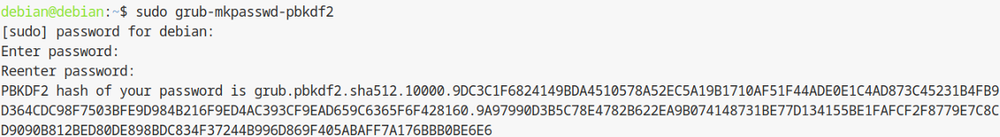 debian@debian:~$ sudo grub-mkpasswd-pbkdf2
[sudo] password for debian:
Enter password:
Reenter password:
PBKDF2 hash of your password is grub.pbkdf2.sha512.10000.9DC3C1F6824149BDA4510578A52EC5A19B1710AF51F44ADE0E1C4AD873C45231B4FB9
D364CDC98F7503BFE9D984B216F9ED4AC393CF9EAD659C6365F6F428160.9A97990D3B5C78E4782B622EA9B074148731BE77D134155BE1FAFCF2F8779E7C8C
D9090B812BED80DE898BDC834F37244B996D869F405ABAFF7A176BBB0BE6E6